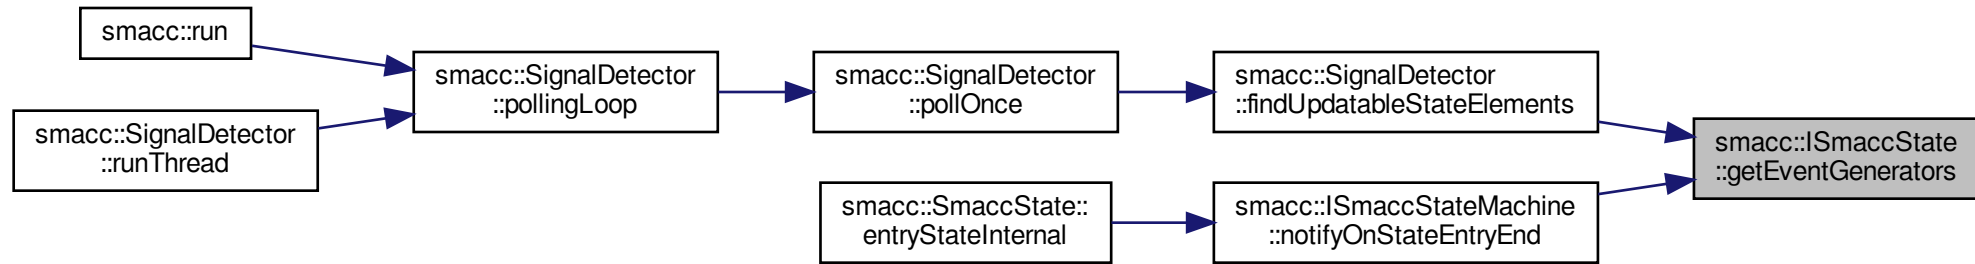 smacc::run
smacc::SignalDetector
::runThread
smacc::SignalDetector
::pollingLoop
smacc::SignalDetector
::pollOnce
smacc::SmaccState::
entryStateInternal
smacc::SignalDetector
::findUpdatableStateElements
smacc::ISmaccStateMachine
::notifyOnStateEntryEnd
smacc::ISmaccState
::getEventGenerators